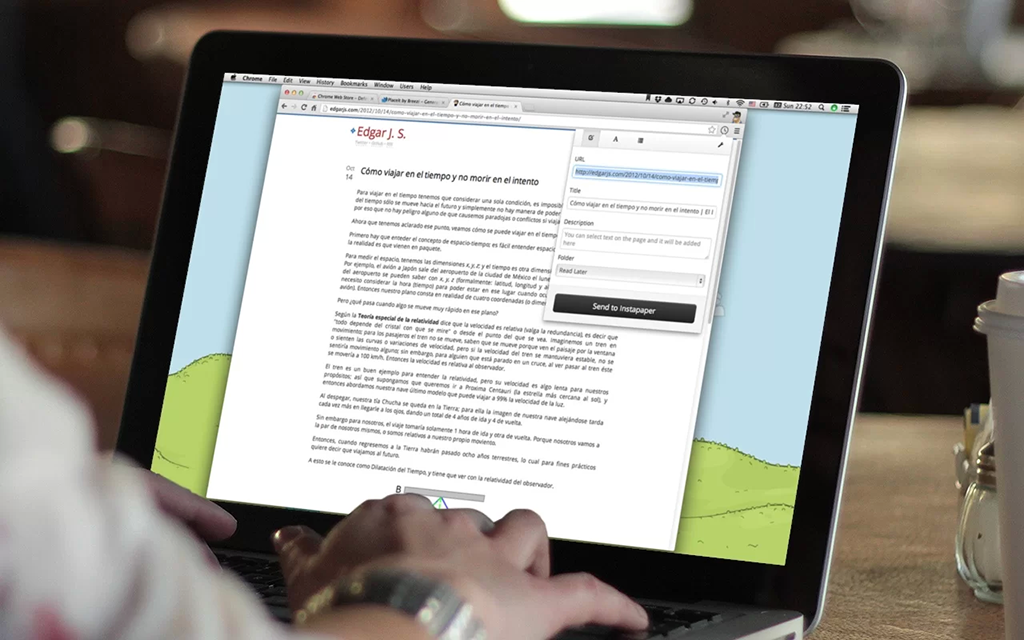 Chrome File Edit View History Bookmarks Window Users Help
Sun 22:52
Chrome Web Store
Placeit by Breezi
Cómo viajar en el tiempo
edgarjs.com/2012/10/14/como-viajar-en-el-tiempo-y-no-morir-en-el-intento/
Edgar J. S.
Oct
14
Cómo viajar en el tiempo y no morir en el intento
Para viajar en el tiempo tenemos que considerar una sola condición, es
del tiempo sólo se mueve hacia el futuro y simplemente no hay manera de
por eso que no hay peligro alguno de que causemos paradojas o conflictos si
Ahora que tenemos aclarado ese punto, veamos cómo se puede viajar en el
Primero hay que enteder el concepto de espacio-tiempo; es fácil entender
la realidad es que vienen en paquete.
Para medir el espacio, tenemos las dimensiones x, y, z; y el tiempo es otra
Por ejemplo, el avión a Japón sale del aeropuerto de la ciudad de México el
del aeropuerto se pueden saber con x, y, z (formalmente: latitud, longitud y
necesito considerar la hora (tiempo) para poder estar en ese lugar cuando
avión). Entonces nuestro plano consta en realidad de cuatro coordenadas (o
Pero ¿qué pasa cuando algo se mueve muy rápido en ese plano?
Según la Teoría especial de la relatividad dice que la velocidad es relativa (valga la redundancia), es decir que
"todo depende del cristal con que se mire" o desde el punto del que se vea. Imaginemos un tren en
movimiento; para los pasajeros el tren no se mueve, saben que se mueve porque ven el paisaje por la ventana
o sienten las curvas o variaciones de velocidad, pero si la velocidad del tren se mantuviera estable, no se
sentiría movimiento alguno; sin embargo, para alguien que está parado en un cruce, al ver pasar al tren éste
se movería a 100 km/h. Entonces la velocidad es relativa al observador.
El tren es un buen ejemplo para entender la relatividad, pero su velocidad es algo lenta para nuestros
propósitos; así que supongamos que queremos ir a Proxima Centauri (la estrella más cercana al sol), y
entonces abordamos nuestra nave último modelo que puede viajar a 99% la velocidad de la luz.
Al despegar, nuestra tía Chucha se queda en la Tierra; para ella la imagen de nuestra nave alejándose tarda
cada vez más en llegarle a los ojos, dando un total de 4 años de ida y 4 de vuelta.
Sin embargo para nosotros, el viaje tomaría solamente 1 hora de ida y otra de vuelta. Porque nosotros vamos a
la par de nosotros mismos, o somos relativos a nuestro propio moviento.
Entonces, cuando regresemos a la Tierra habrán pasado ocho años terrestres, lo cual para fines prácticos
quiere decir que viajamos al futuro.
A esto se le conoce como Dilatación del Tiempo, y tiene que ver con la relatividad del observador.
B
A
URL
http://edgarjs.com/2012/10/14/como-viajar-en-el-tiemp
Title
Cómo viajar en el tiempo y no morir en el intento | El
Description
You can select text on the page and it will be added
here
Folder
Read Later
Send to Instapaper